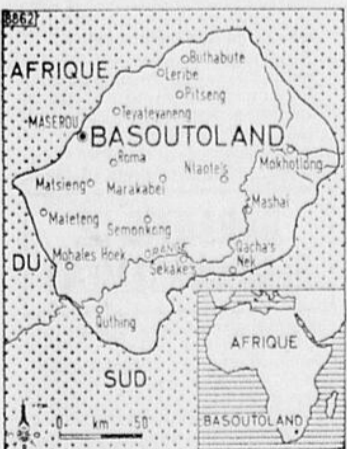 8862
AFRIQUE
Buthabute
Leribe
Pitseng
Teyateyaneng
MASEROU
BASOUTOLAND
Roma
Ntaote's
Mokhotlong
Matsieng
Marakabei
Mashai
Mateteng
Semonkong
DU
Mohales Hoek
ORANGE
Sekake's
Qacha's
Nek
Quthing
SUD
0 km 50
AFRIQUE
BASOUTOLAND